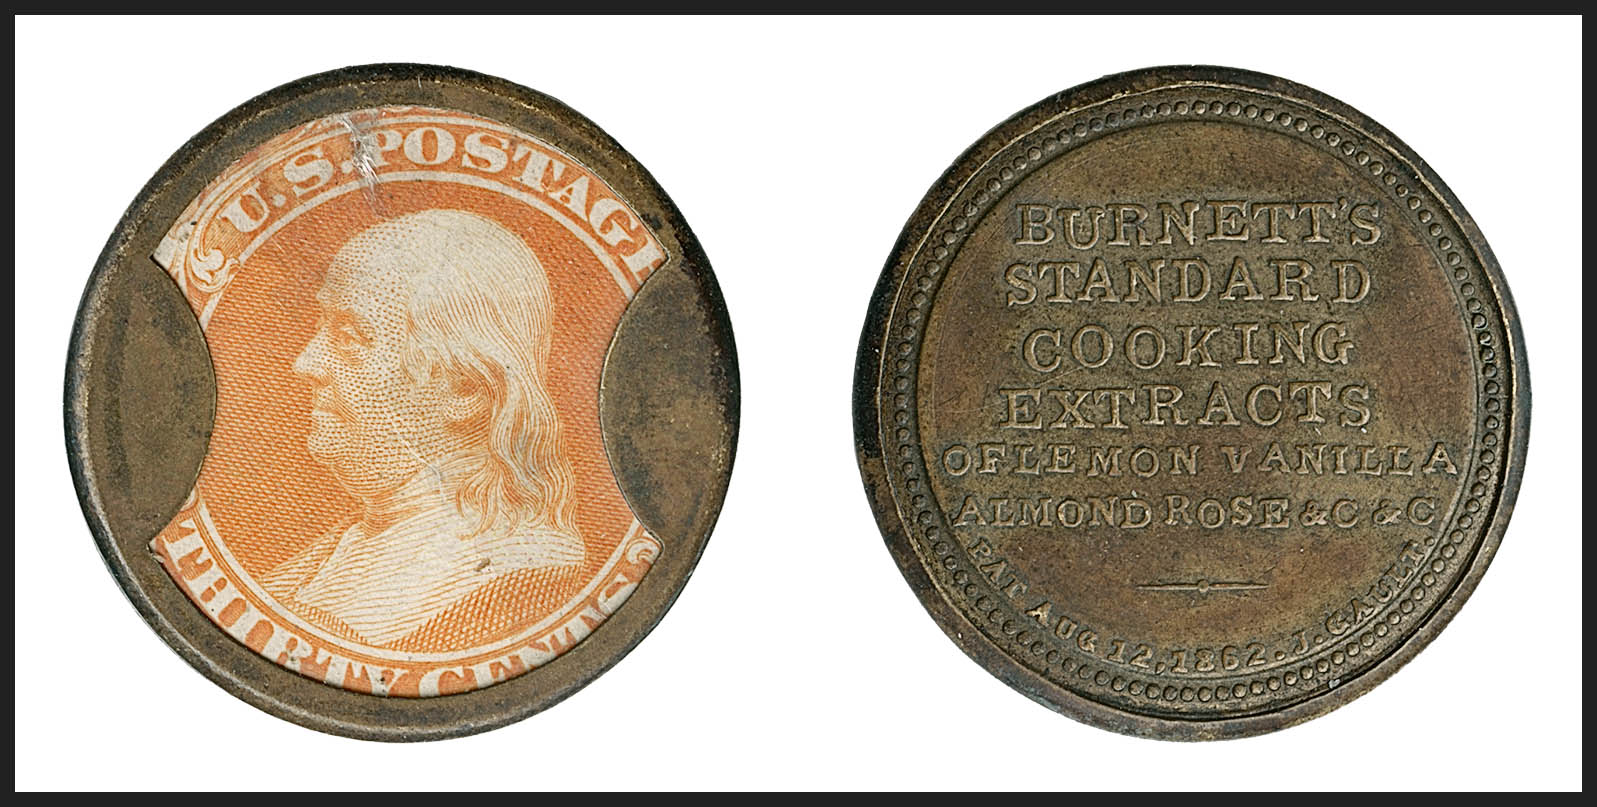 U.S. POSTAGE
THIRTY CENTS
BURNETT'S
STANDARD
COOKING
EXTRACTS
OF LEMON VANILLA
ALMOND ROSE &C &C
PAT AUG 12, 1862. J. GAULT.